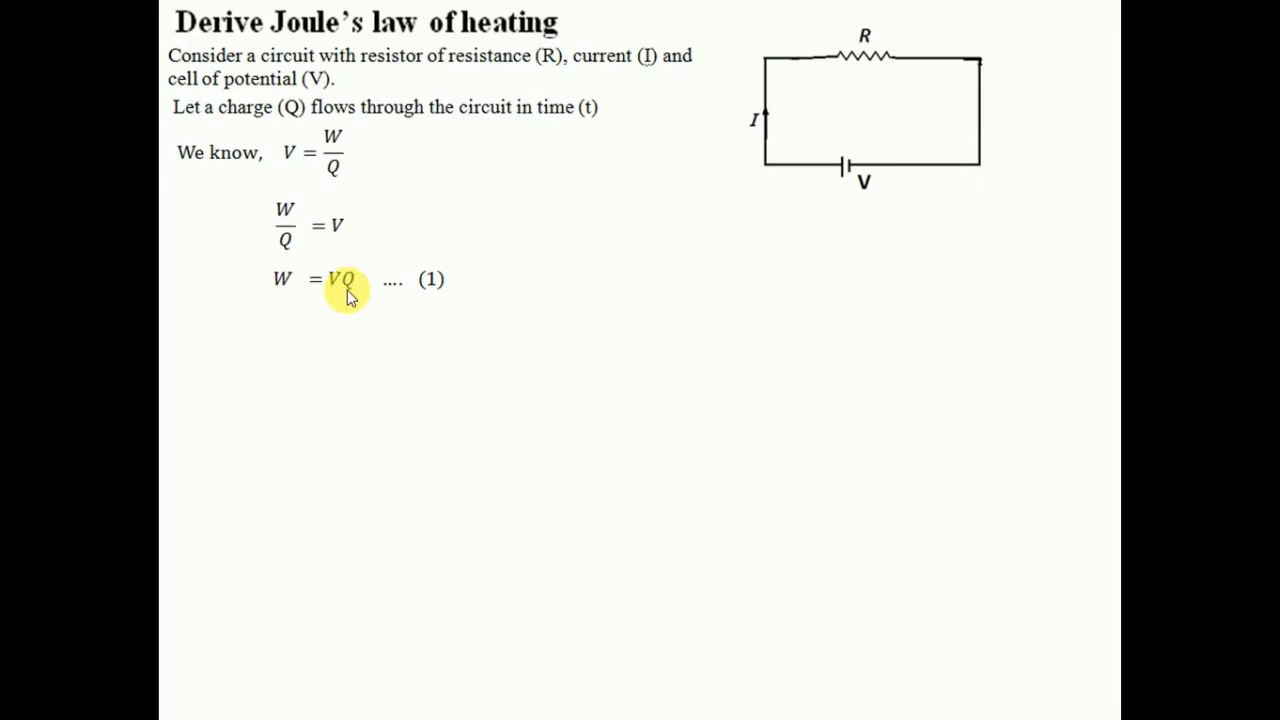 Derive Joule's law of heating
Consider a circuit with resistor of resistance (R), current (I) and
cell of potential (V).
Let a charge (Q) flows through the circuit in time (t)
We know, V = W/Q
W/Q = V
W = VQ .... (1)
R
I
V